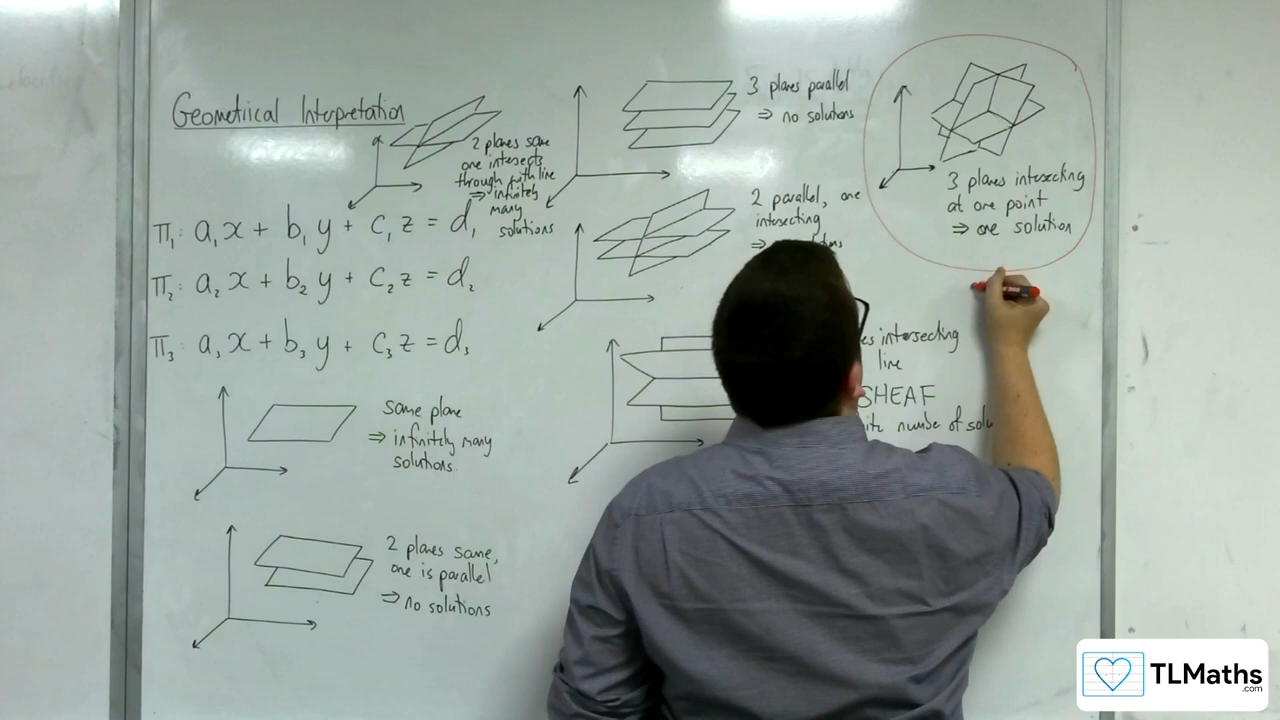 Geometiical Interpretation
2 planes same
one intersects
through with line
⇒ infinitely
many
solutions
π₁: a₁x + b₁y + c₁z = d₁
π₂: a₂x + b₂y + c₂z = d₂
π₃: a₃x + b₃y + c₃z = d₃
same plane
⇒ infinitely many
solutions.
2 planes same,
one is parallel
⇒ no solutions
3 planes parallel
⇒ no solutions
2 parallel, one
intersecting
⇒
intersecting
line
SHEAF
number of solu
3 planes intersecting
at one point
⇒ one solution
TLMaths
.com